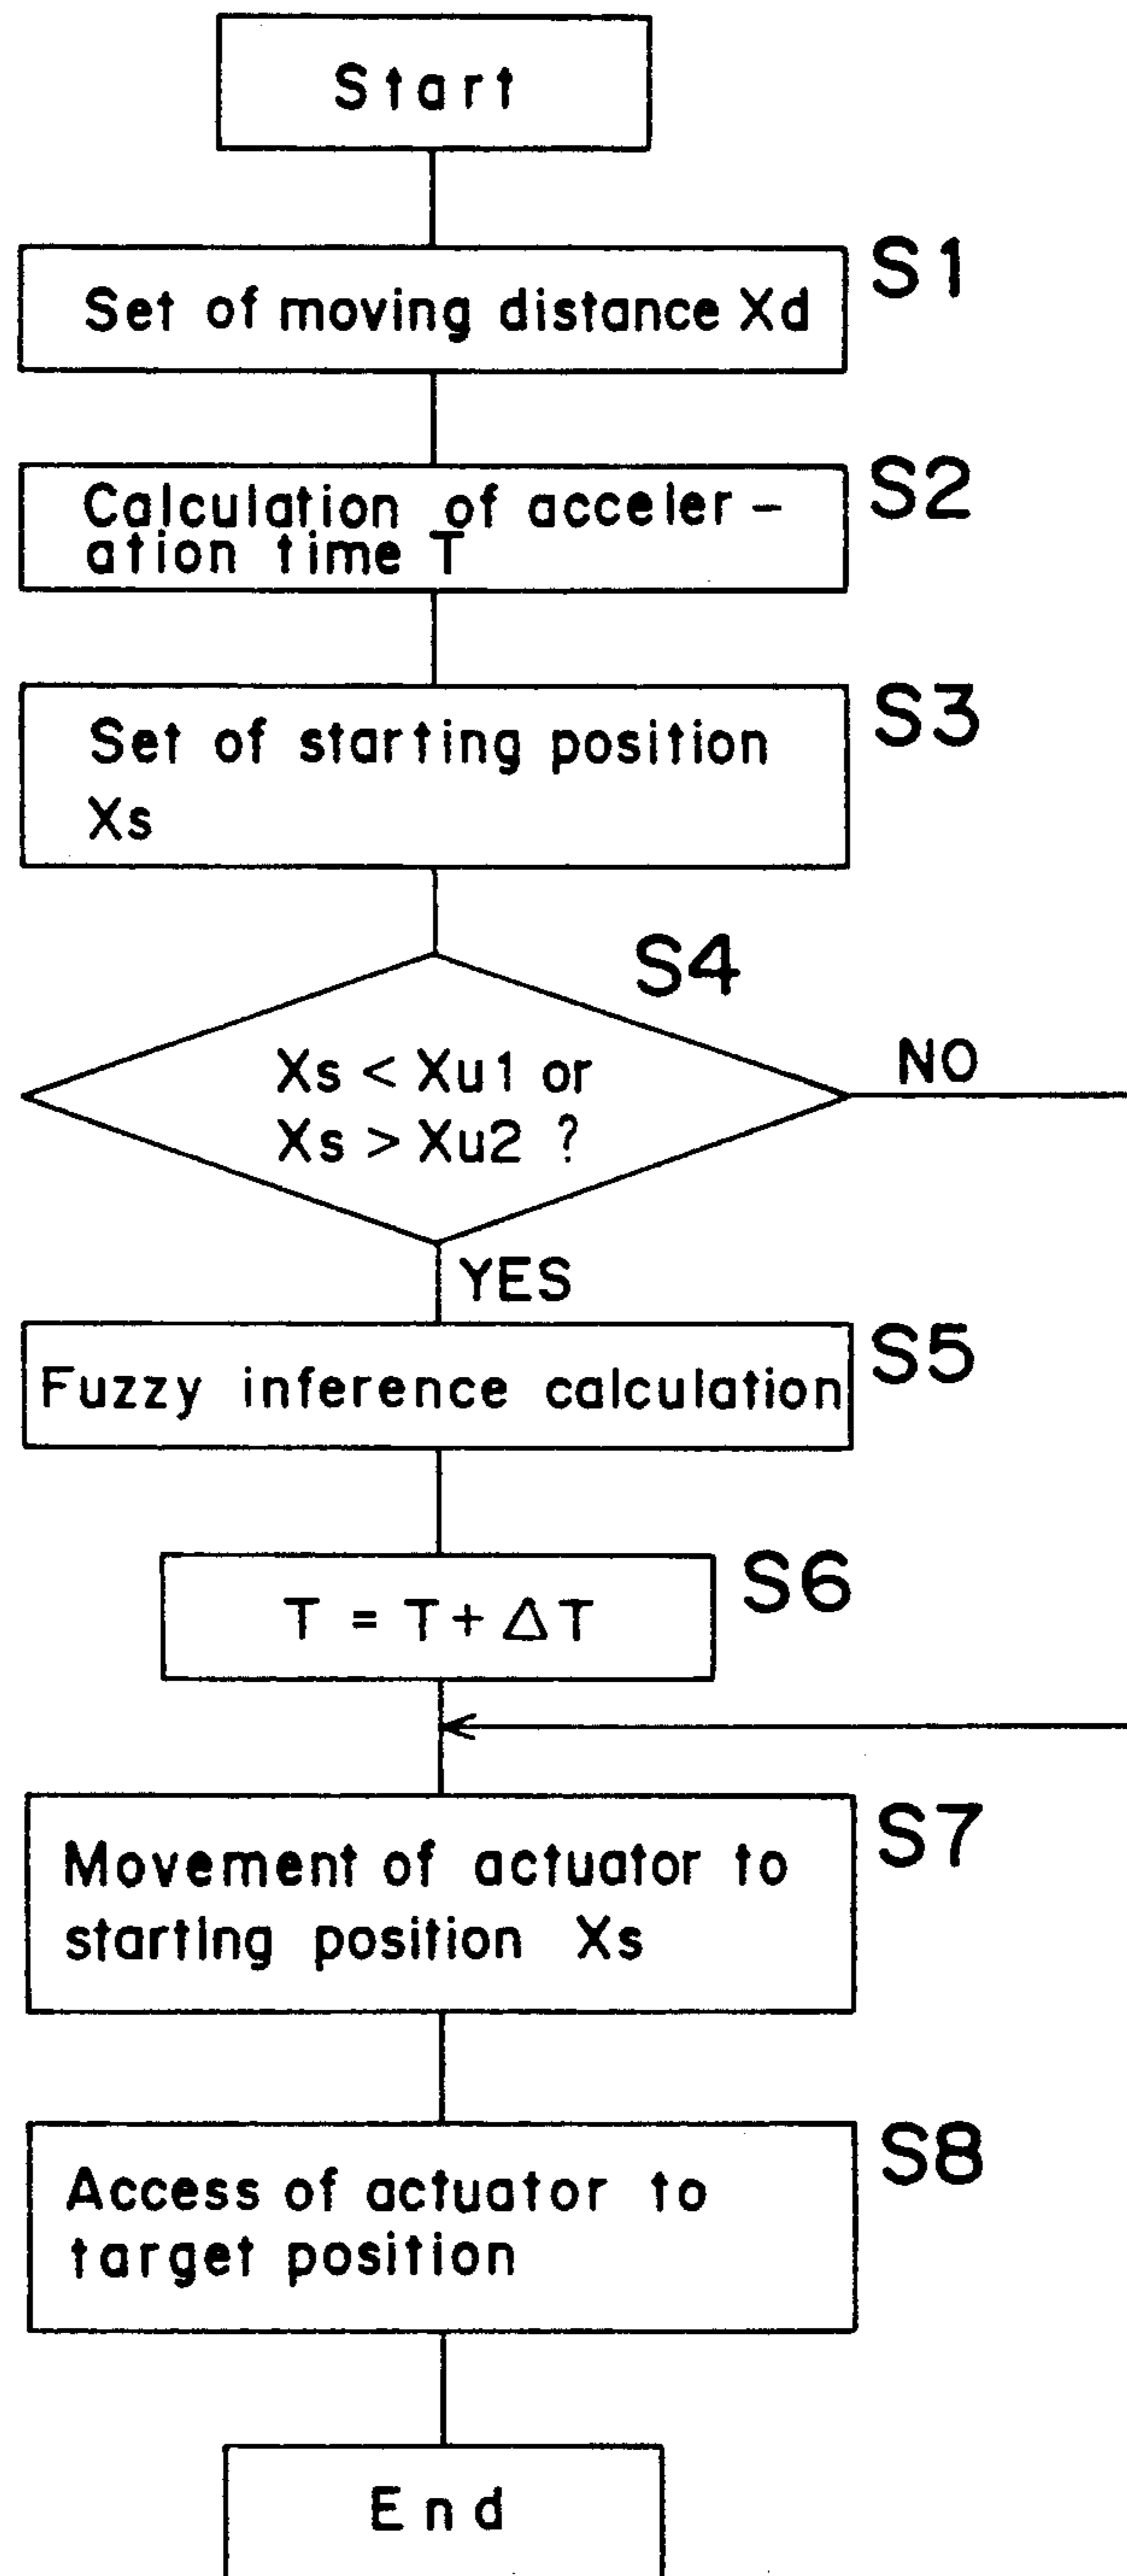 Start
S1
Set of moving distance Xd
S2
Calculation of acceler-
ation time T
S3
Set of starting position
Xs
S4
Xs < Xu1 or
Xs > Xu2 ?
NO
YES
S5
Fuzzy inference calculation
S6
T = T + ΔT
S7
Movement of actuator to
starting position Xs
S8
Access of actuator to
target position
End